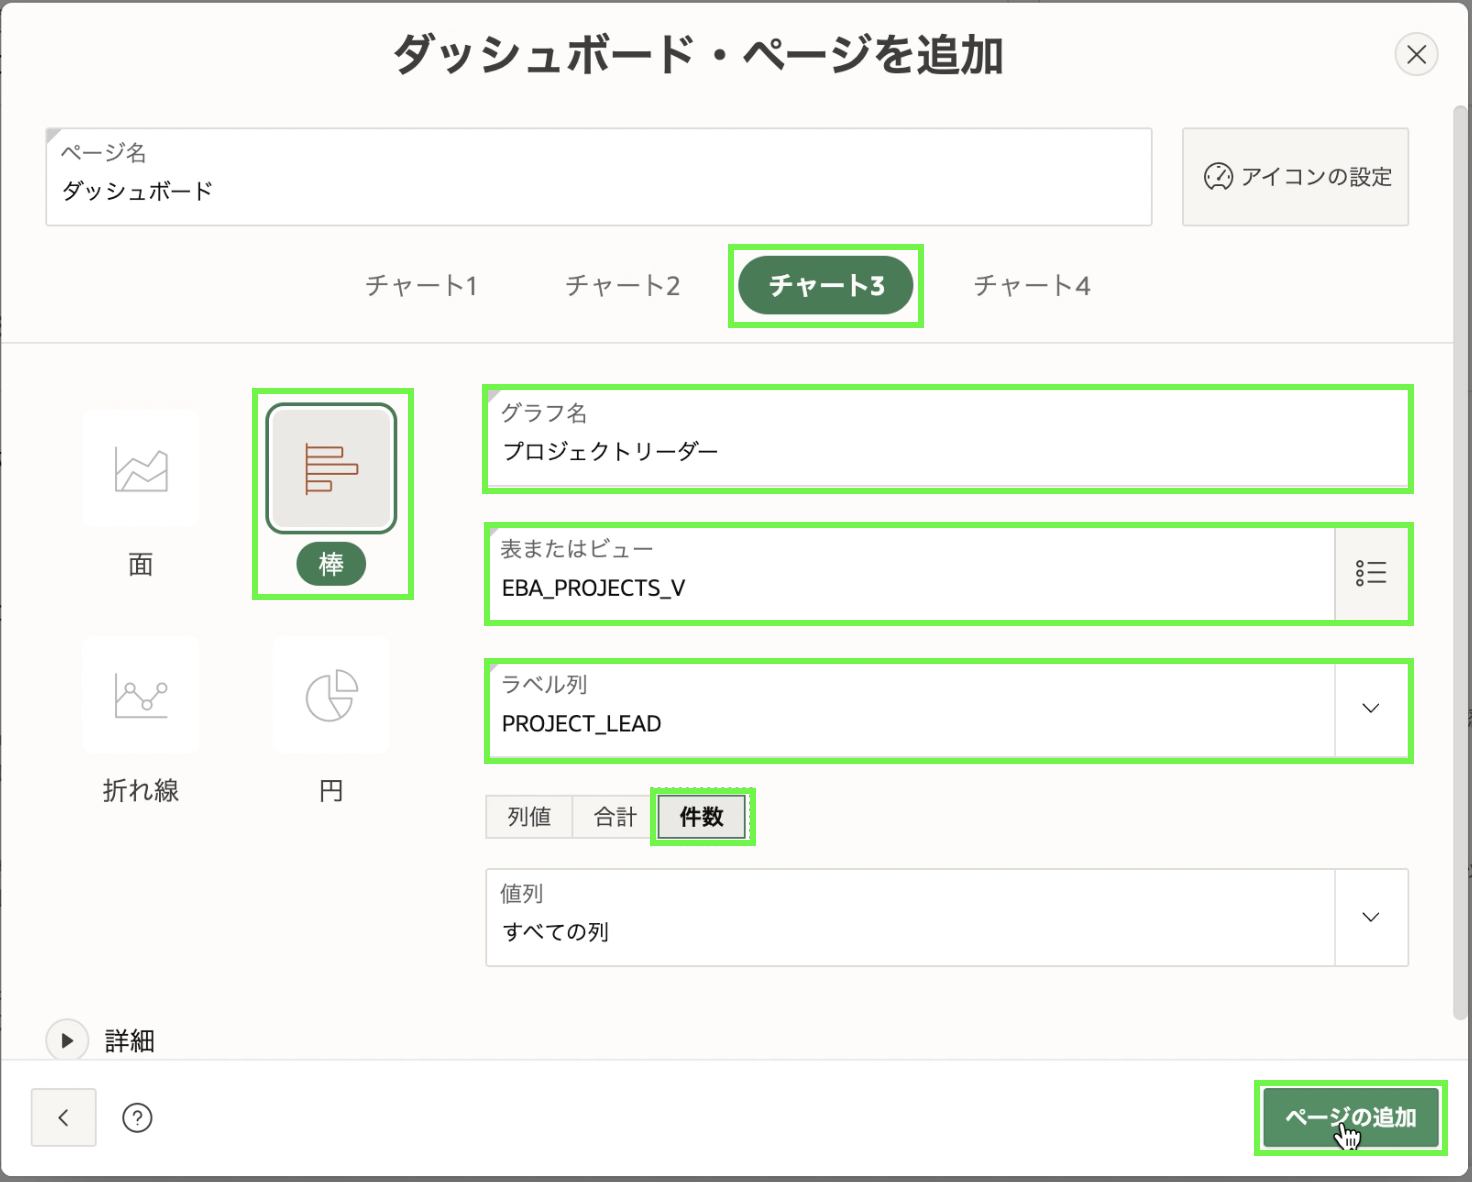 ダッシュボード・ページを追加
ページ名
ダッシュボード
アイコンの設定
チャート1
チャート2
チャート3
チャート4
面
棒
折れ線
円
グラフ名
プロジェクトリーダー
表またはビュー
EBA_PROJECTS_V
ラベル列
PROJECT_LEAD
列値
合計
件数
値列
すべての列
詳細
ページの追加